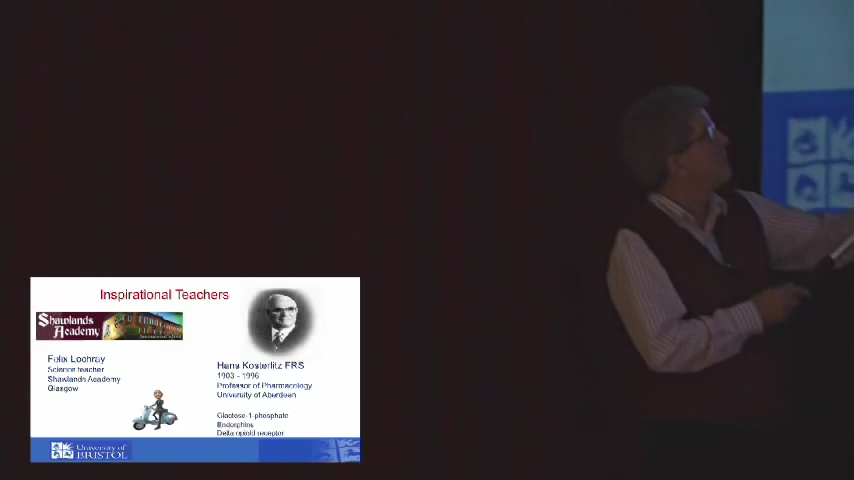 Inspirational Teachers
Shawlands
Academy
Felix Lochray
Science teacher
Shawlands Academy
Glasgow
Hans Kosterlitz FRS
1903 - 1996
Professor of Pharmacology
University of Aberdeen
Glactose-1-phosphate
Endorphins
Delta opioid receptor
University of
BRISTOL